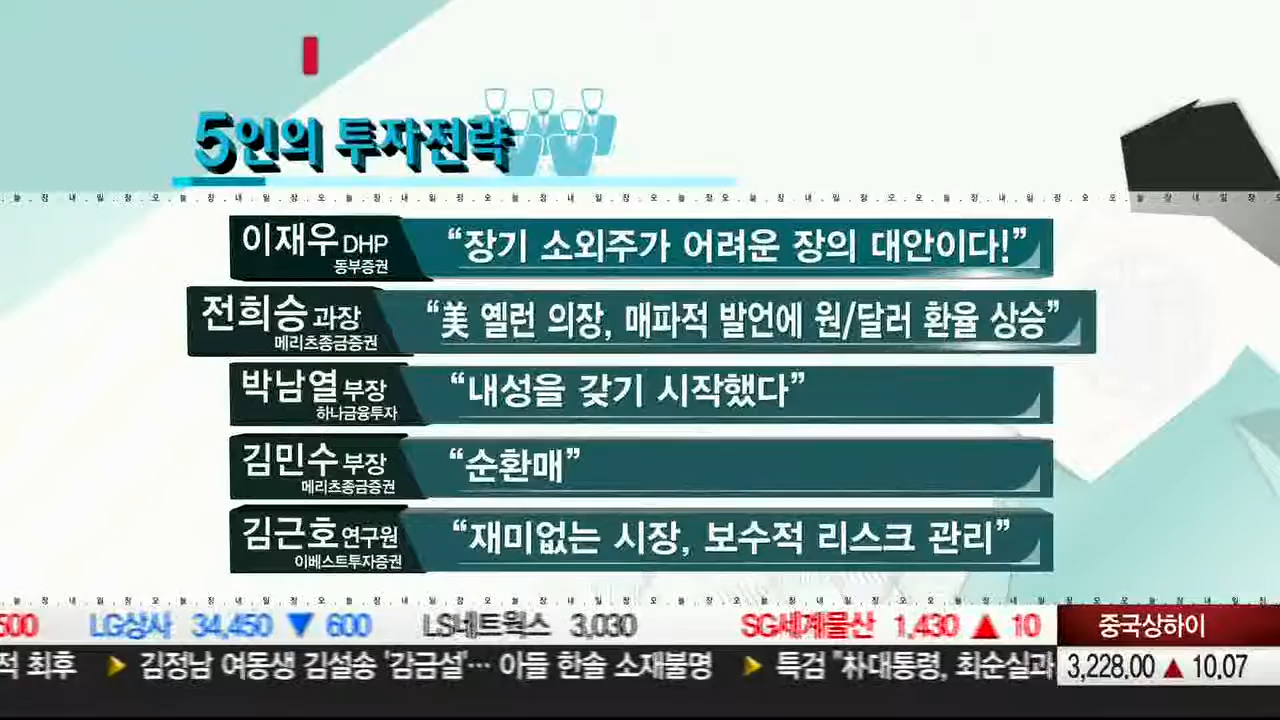 5인의 투자전략
이재우 DHP
동부증권
“장기 소외주가 어려운 장의 대안이다!”
전희승 과장
메리츠종금증권
“美 옐런 의장, 매파적 발언에 원/달러 환율 상승”
박남열 부장
하나금융투자
“내성을 갖기 시작했다”
김민수 부장
메리츠종금증권
“순환매”
김근호 연구원
이베스트투자증권
“재미없는 시장, 보수적 리스크 관리”
500 LG상사 34,450 ▼ 600 LS네트웍스 3,030 SG세계물산 1,430 ▲ 10
중국상하이
적 최후 ▶ 김정남 여동생 김설송 '감금설'… 아들 한솔 소재불명 ▶ 특검 "朴대통령, 최순실과
3,228.00 ▲ 10.07